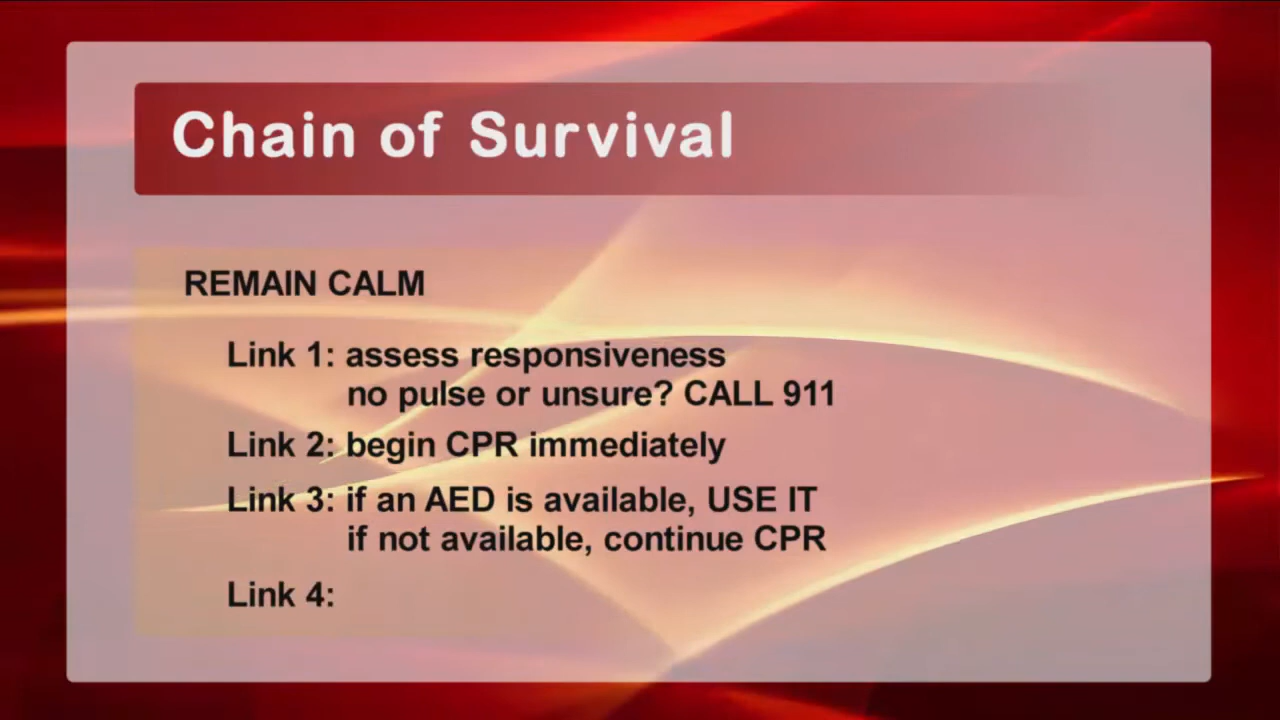 Chain of Survival
REMAIN CALM
Link 1: assess responsiveness
no pulse or unsure? CALL 911
Link 2: begin CPR immediately
Link 3: if an AED is available, USE IT
if not available, continue CPR
Link 4: